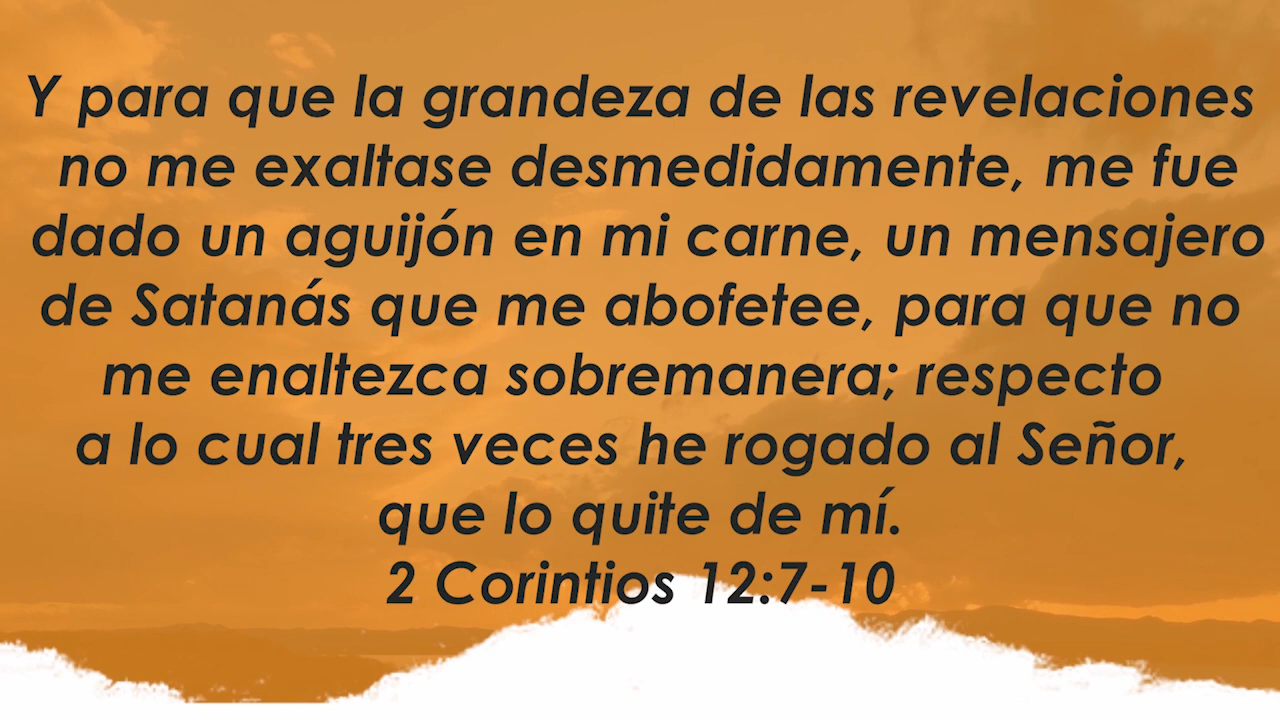 Y para que la grandeza de las revelaciones
no me exaltase desmedidamente, me fue
dado un aguijón en mi carne, un mensajero
de Satanás que me abofetee, para que no
me enaltezca sobremanera; respecto
a lo cual tres veces he rogado al Señor,
que lo quite de mí.
2 Corintios 12:7-10